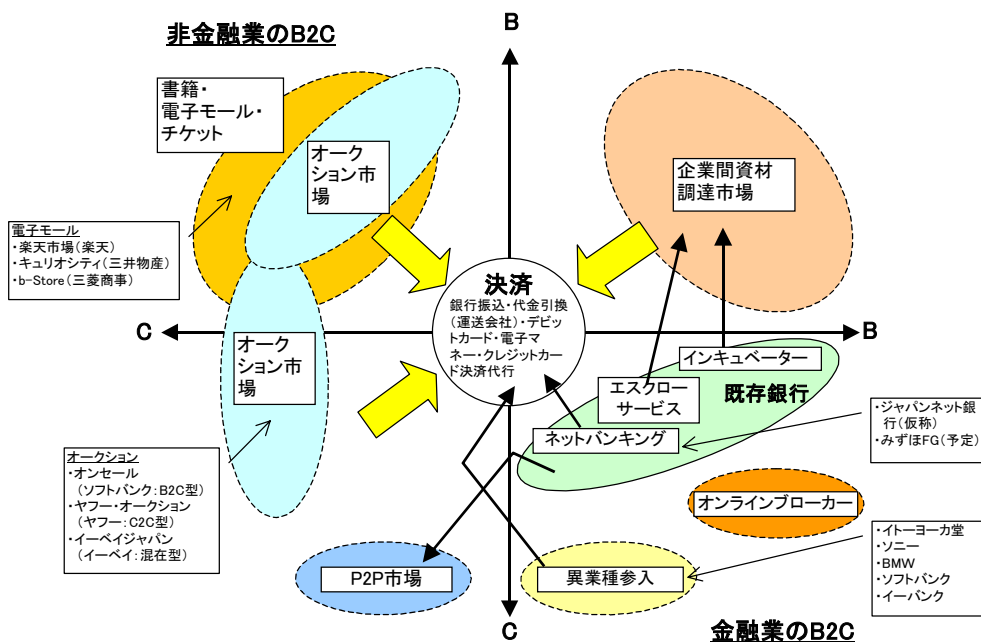 非金融業のB2C
B
書籍・
電子モール・
チケット
オーク
ション市
場
企業間資材
調達市場
電子モール
・楽天市場(楽天)
・キュリオシティ(三井物産)
・b-Store(三菱商事)
決済
銀行振込・代金引換
(運送会社)・デビッ
トカード・電子マ
ネー・クレジットカー
ド決済代行
C
B
オーク
ション市
場
インキュベーター
エスクロー
サービス
既存銀行
ネットバンキング
・ジャパンネット銀
行(仮称)
・みずほFG(予定)
オークション
・オンセール
(ソフトバンク:B2C型)
・ヤフー・オークション
(ヤフー:C2C型)
・イーベイジャパン
(イーベイ:混在型)
オンラインブローカー
P2P市場
異業種参入
・イトーヨーカ堂
・ソニー
・BMW
・ソフトバンク
・イーバンク
C
金融業のB2C